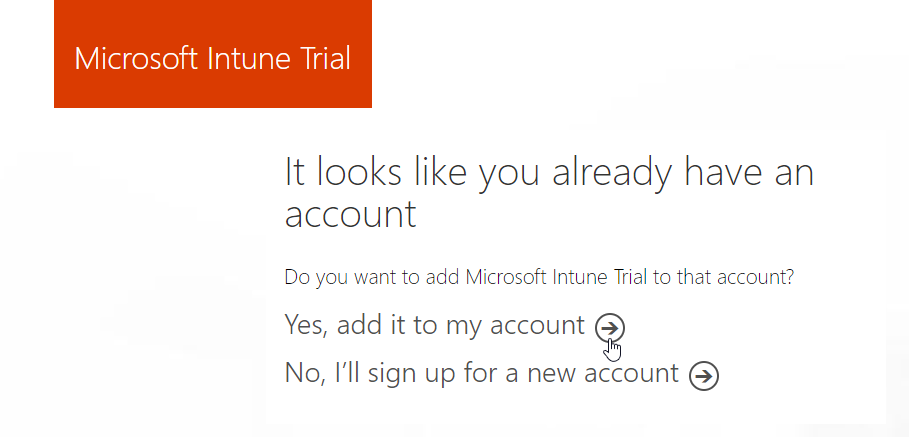 Microsoft Intune Trial
It looks like you already have an
account
Do you want to add Microsoft Intune Trial to that account?
Yes, add it to my account
No, I’ll sign up for a new account